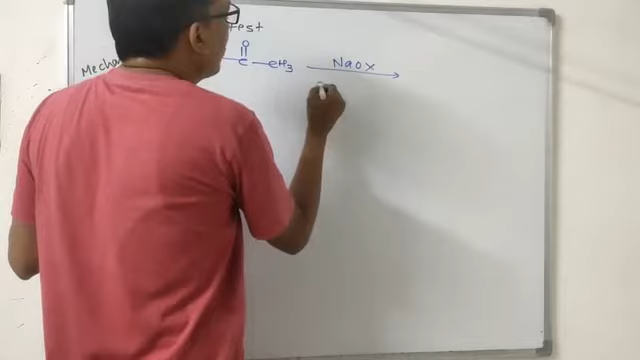 test
O
||
Mecha
— C — CH3 NaOX